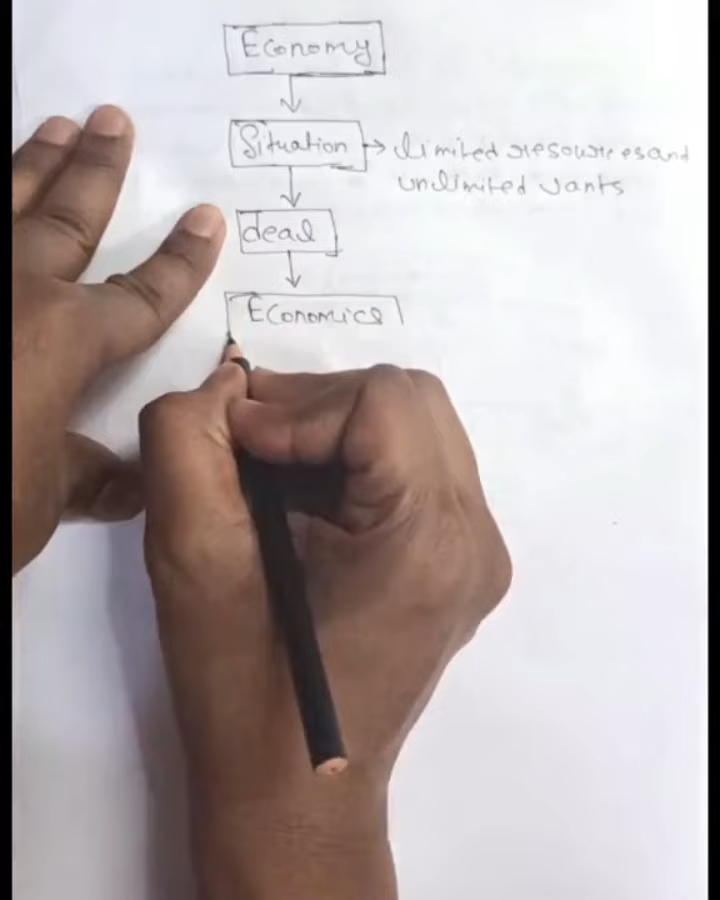 Economy
Situation → limited resources and
unlimited wants
deal
Economics